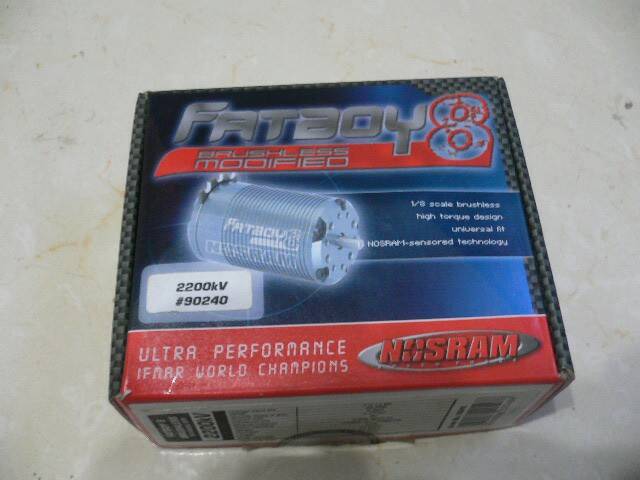 FATBOY 8
BRUSHLESS
MODIFIED
1/8 scale brushless
high torque design
universal fit
NOSRAM-sensored technology
FATBOY 8
NOSRAM
2200kV
#90240
ULTRA PERFORMANCE
IFMAR WORLD CHAMPIONS
NOSRAM
2200kV